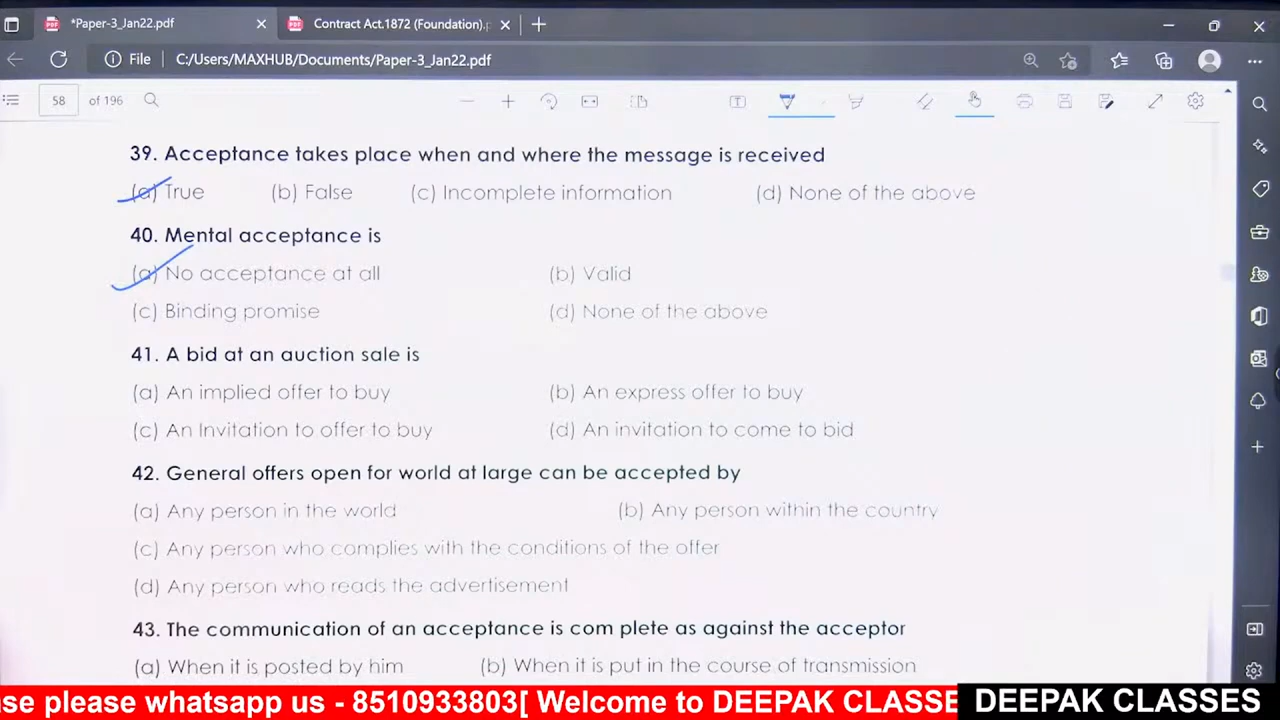 *Paper-3_Jan22.pdf
Contract Act.1872 (Foundation).p
File C:/Users/MAXHUB/Documents/Paper-3_Jan22.pdf
58 of 196
39. Acceptance takes place when and where the message is received
(a) True (b) False (c) Incomplete information (d) None of the above
40. Mental acceptance is
(a) No acceptance at all (b) Valid
(c) Binding promise (d) None of the above
41. A bid at an auction sale is
(a) An implied offer to buy (b) An express offer to buy
(c) An Invitation to offer to buy (d) An invitation to come to bid
42. General offers open for world at large can be accepted by
(a) Any person in the world (b) Any person within the country
(c) Any person who complies with the conditions of the offer
(d) Any person who reads the advertisement
43. The communication of an acceptance is com plete as against the acceptor
(a) When it is posted by him (b) When it is put in the course of transmission
se please whatsapp us - 8510933803[ Welcome to DEEPAK CLASSE DEEPAK CLASSES